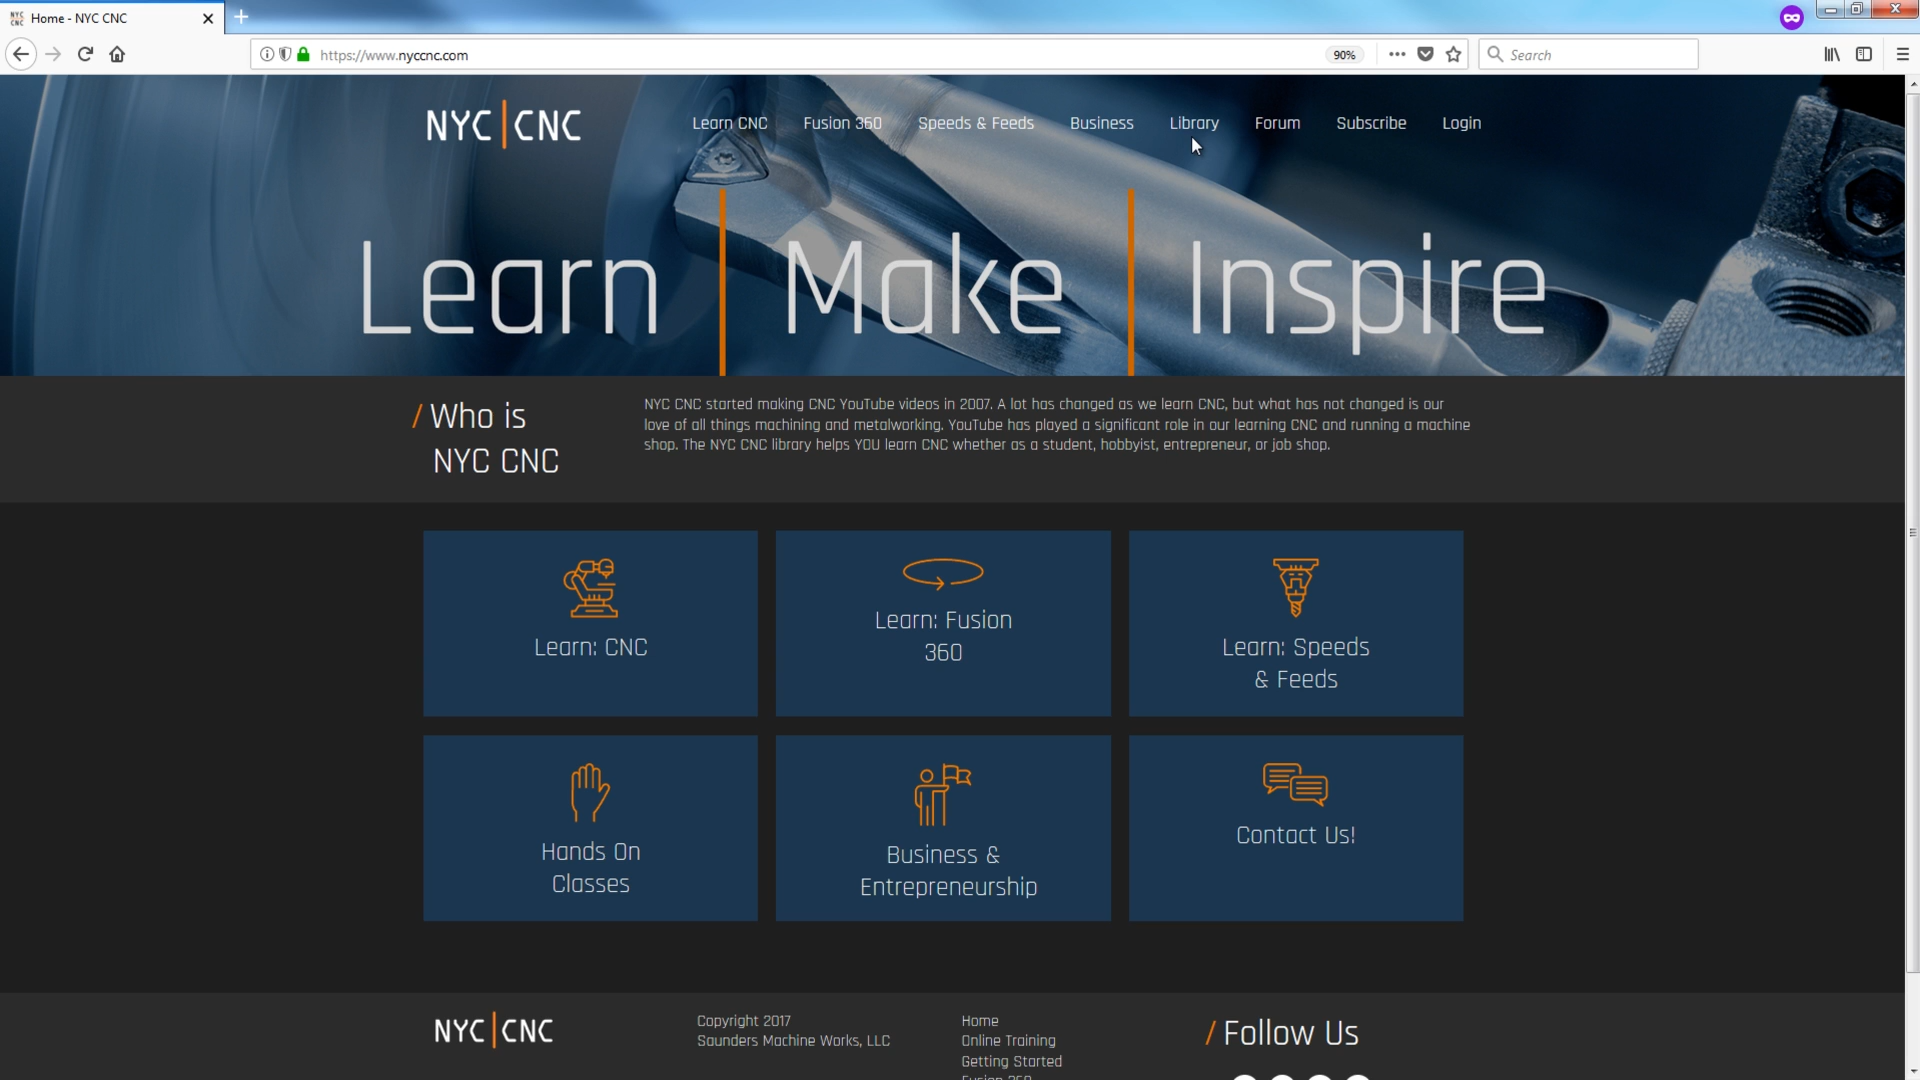 Home - NYC CNC
https://www.nyccnc.com
90%
Search
NYC CNC
Learn CNC
Fusion 360
Speeds & Feeds
Business
Library
Forum
Subscribe
Login
Learn Make Inspire
/ Who is
NYC CNC
NYC CNC started making CNC YouTube videos in 2007. A lot has changed as we learn CNC, but what has not changed is our
love of all things machining and metalworking. YouTube has played a significant role in our learning CNC and running a machine
shop. The NYC CNC library helps YOU learn CNC whether as a student, hobbyist, entrepreneur, or job shop.
Learn: CNC
Learn: Fusion
360
Learn: Speeds
& Feeds
Hands On
Classes
Business &
Entrepreneurship
Contact Us!
NYC CNC
Copyright 2017
Saunders Machine Works, LLC
Home
Online Training
Getting Started
Fusion 360
/ Follow Us